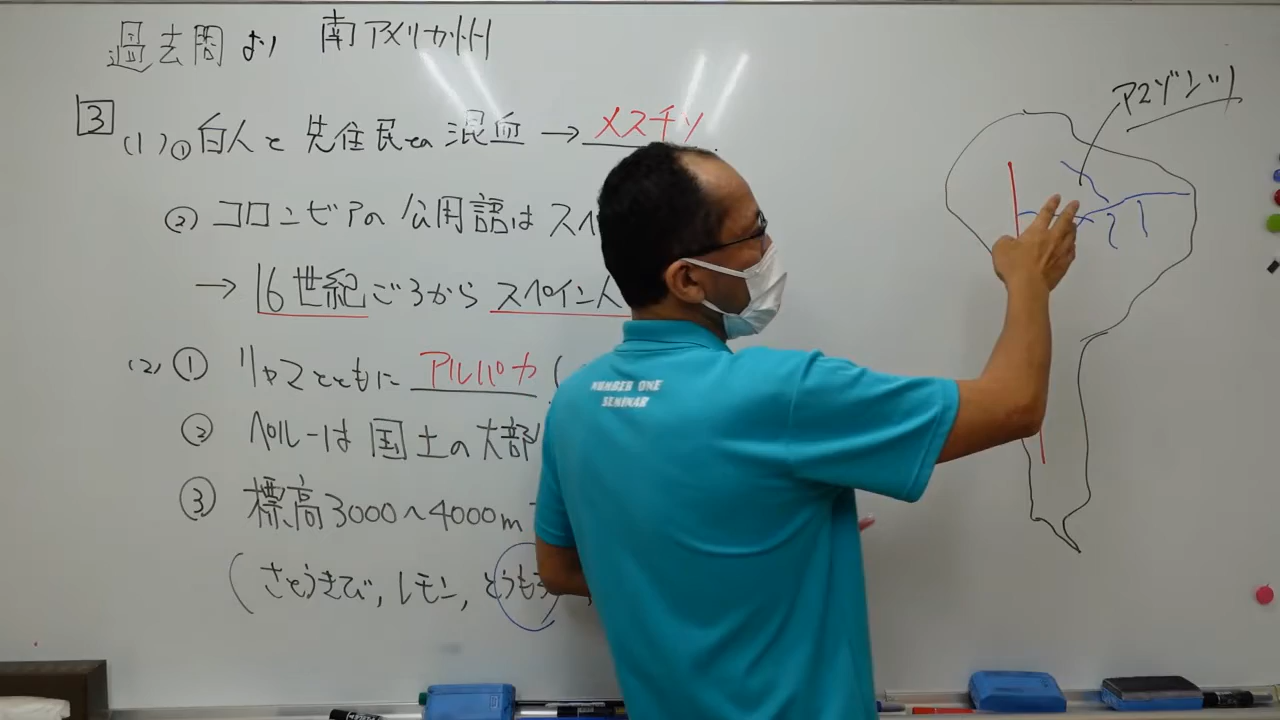 過去問より 南アメリカ州
3 (1)① 白人と先住民との混血 → メスチソ
② コロンビアの公用語はスペ
→ 16世紀ごろから スペイン人
(2) ① リャマとともに アルパカ (
② ペルーは国土の大部
③ 標高3000~4000m
(さとうきび, レモン, とうもろ
アマゾン
NUMBER ONE
SEMINAR